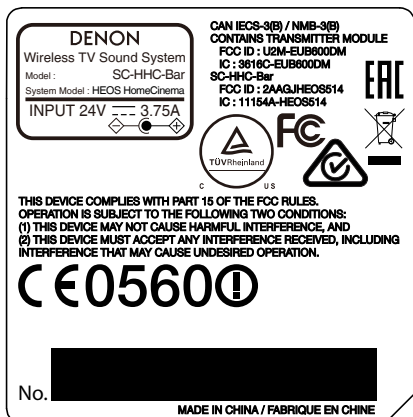 DENON
Wireless TV Sound System
Model : SC-HHC-Bar
System Model : HEOS HomeCinema
INPUT 24V ⎓ 3.75A
CAN IECS-3(B) / NMB-3(B)
CONTAINS TRANSMITTER MODULE
FCC ID : U2M-EUB600DM
IC : 3616C-EUB600DM
SC-HHC-Bar
FCC ID : 2AAGJHEOS514
IC : 11154A-HEOS514
EAC
TÜVRheinland
C US
FC
THIS DEVICE COMPLIES WITH PART 15 OF THE FCC RULES.
OPERATION IS SUBJECT TO THE FOLLOWING TWO CONDITIONS:
(1) THIS DEVICE MAY NOT CAUSE HARMFUL INTERFERENCE, AND
(2) THIS DEVICE MUST ACCEPT ANY INTERFERENCE RECEIVED, INCLUDING
INTERFERENCE THAT MAY CAUSE UNDESIRED OPERATION.
CE0560
No.
MADE IN CHINA / FABRIQUE EN CHINE